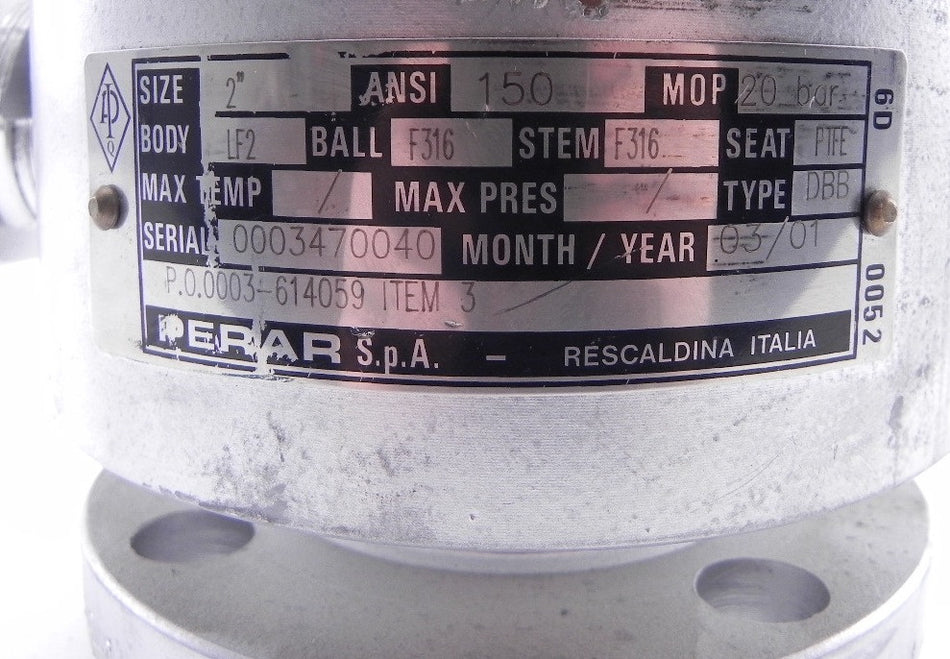 SIZE 2" ANSI 150 MOP 20 bar
BODY LF2 BALL F316 STEM F316 SEAT PTFE
MAX TEMP / MAX PRES / TYPE DBB
SERIAL 0003470040 MONTH / YEAR 03/01
P.O.0003-614059 ITEM 3
PERAR S.p.A. - RESCALDINA ITALIA
6D 0052